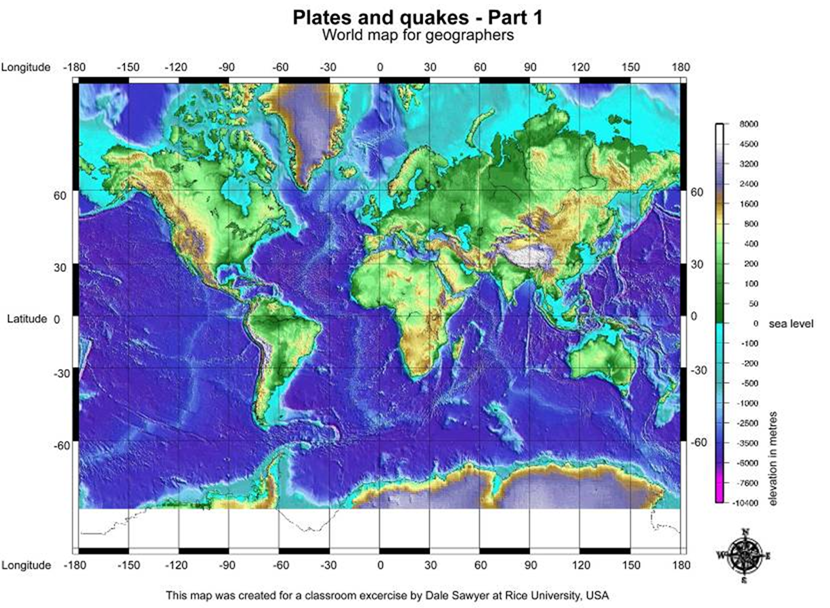 Plates and quakes - Part 1
World map for geographers
Longitude -180 -150 -120 -90 -60 -30 0 30 60 90 120 150 180
8000
4500
3200
2400
1600
800
400
200
100
50
0 sea level
-100
-200
-500
-1000
-2500
-3500
-5000
-7600
-10400
elevation in metres
60 60
30 30
Latitude 0 0
-30 -30
-60 -60
N
W E
S
Longitude -180 -150 -120 -90 -60 -30 0 30 60 90 120 150 180
This map was created for a classroom excercise by Dale Sawyer at Rice University, USA